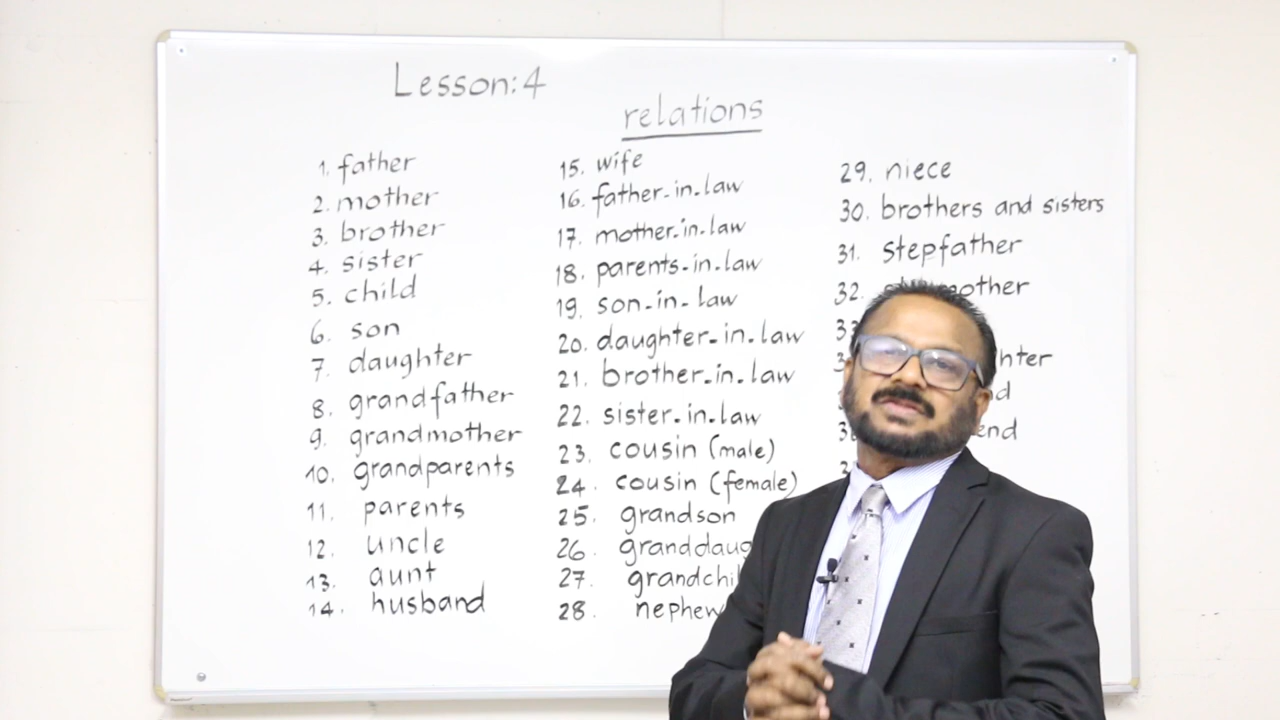 Lesson:4
relations
1. father
2. mother
3. brother
4. sister
5. child
6. son
7. daughter
8. grandfather
9. grandmother
10. grandparents
11. parents
12. uncle
13. aunt
14. husband
15. wife
16. father-in-law
17. mother-in-law
18. parents-in-law
19. son-in-law
20. daughter-in-law
21. brother-in-law
22. sister-in-law
23. cousin (male)
24. cousin (female)
25. grandson
26.
27.
28. nephew
29. niece
30. brothers and sisters
31. stepfather
32.